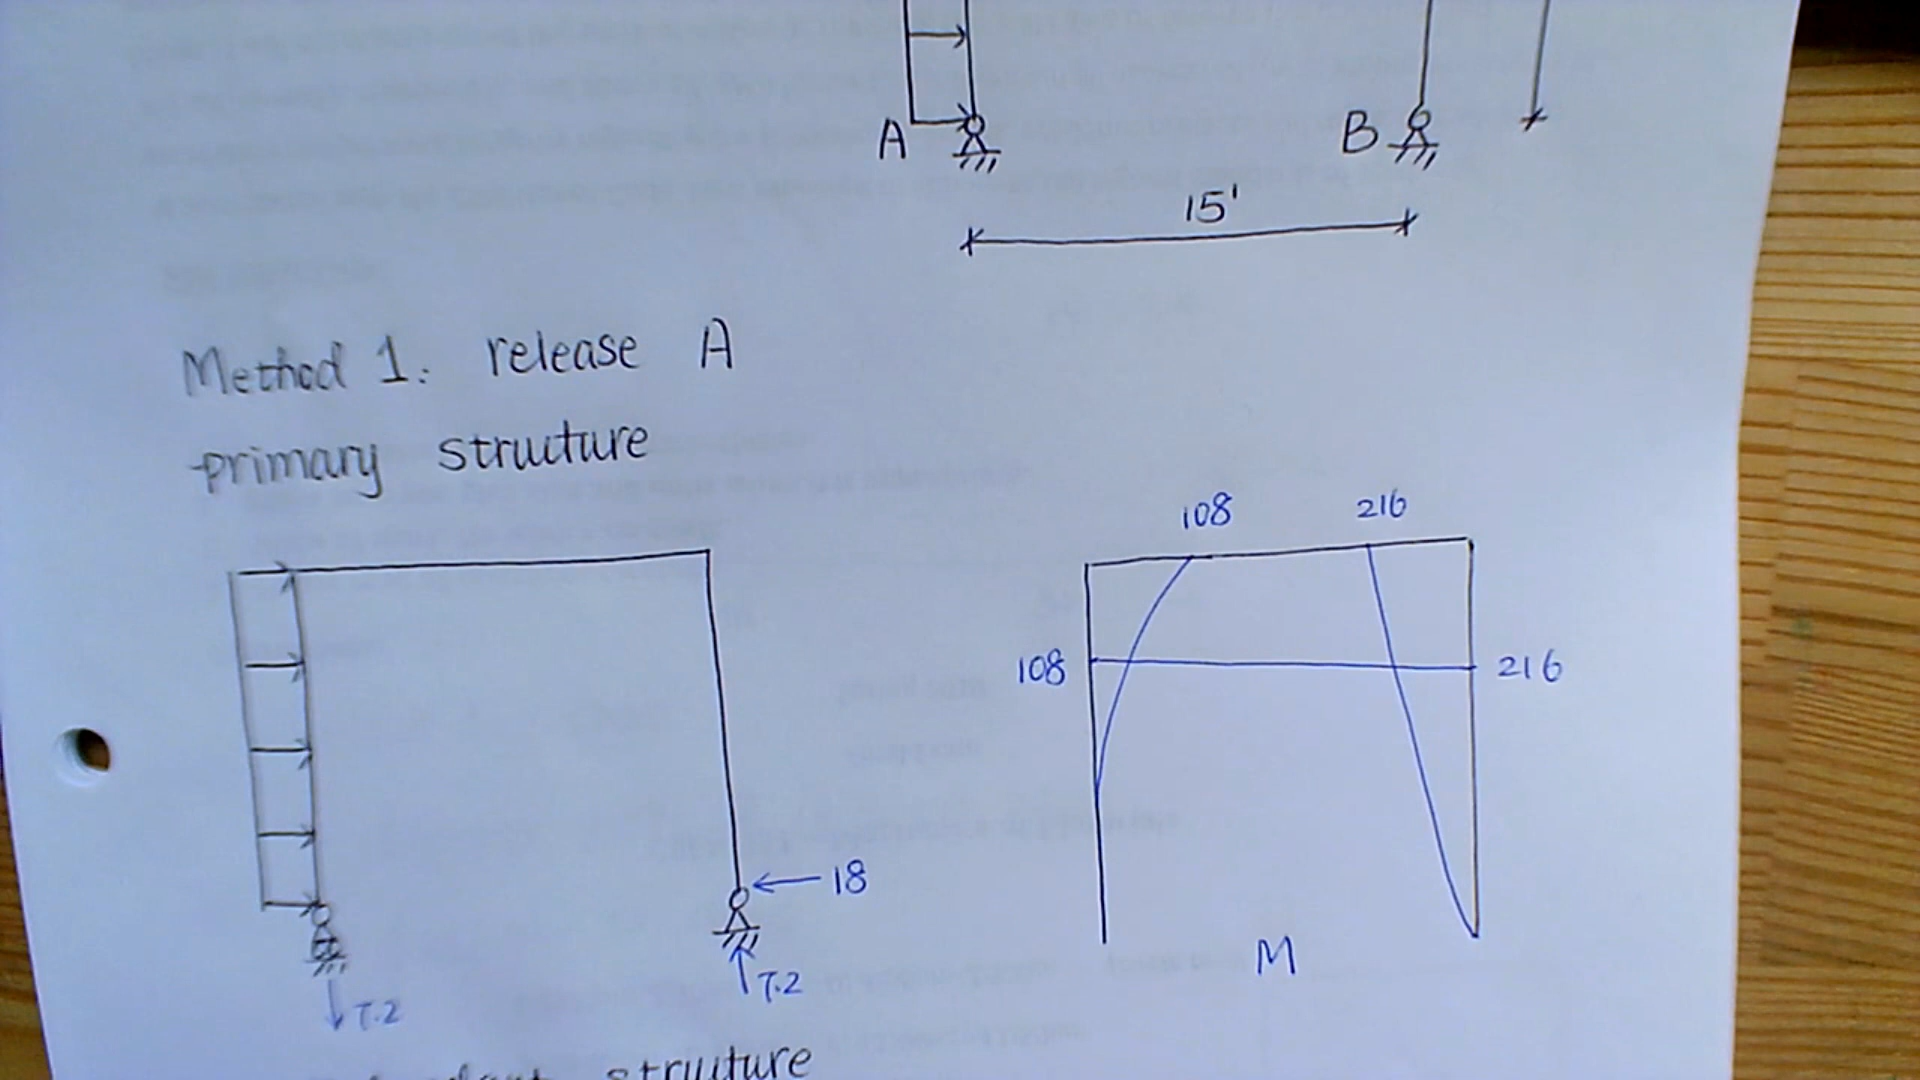 A
B
15'
Method 1: release A
primary structure
108 216
108
216
18
7.2
7.2
M
structure